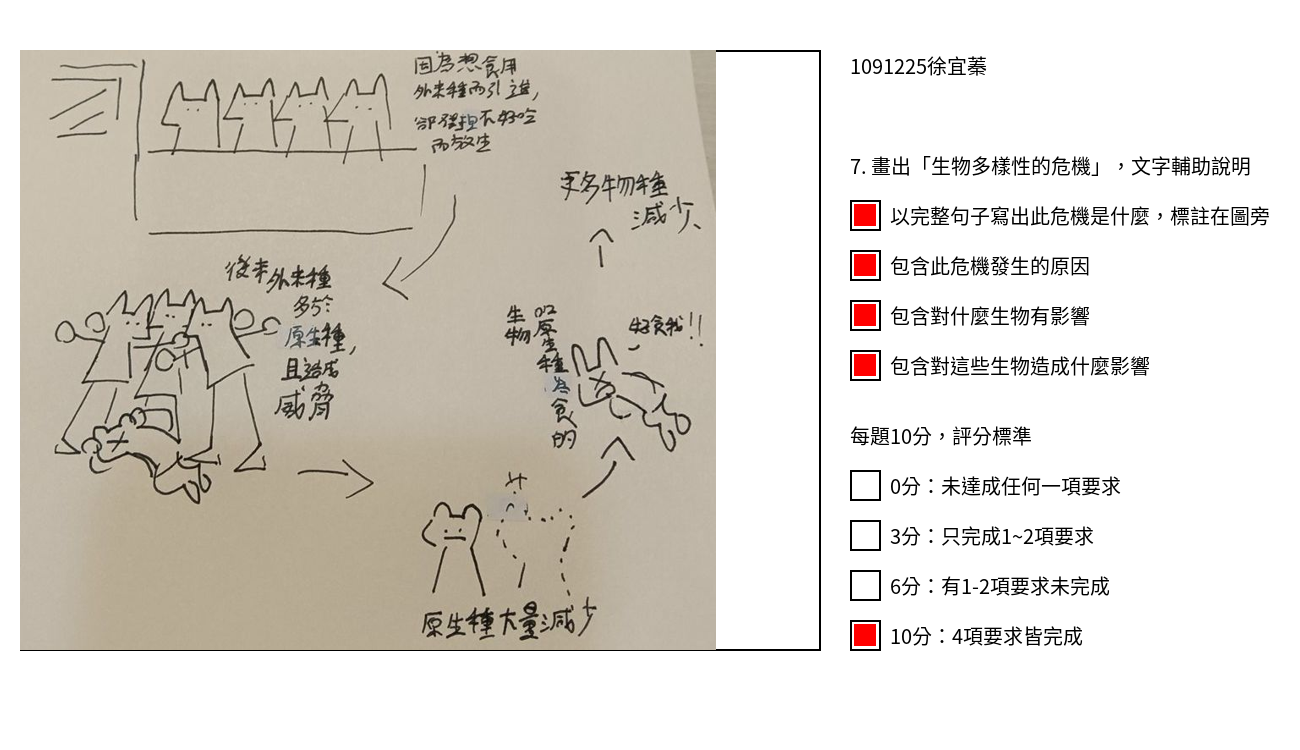 因為想食用
外來種而引進,
卻覺得不好吃
而放生
後來外來種
多於
原生種,
且造成
威脅
原生種大量減少
以原生種為食的
生物
好餓!!
更多物種
減少
1091225徐宜蓁
7. 畫出「生物多樣性的危機」，文字輔助說明
以完整句子寫出此危機是什麼，標註在圖旁
包含此危機發生的原因
包含對什麼生物有影響
包含對這些生物造成什麼影響
每題10分，評分標準
0分：未達成任何一項要求
3分：只完成1~2項要求
6分：有1-2項要求未完成
10分：4項要求皆完成